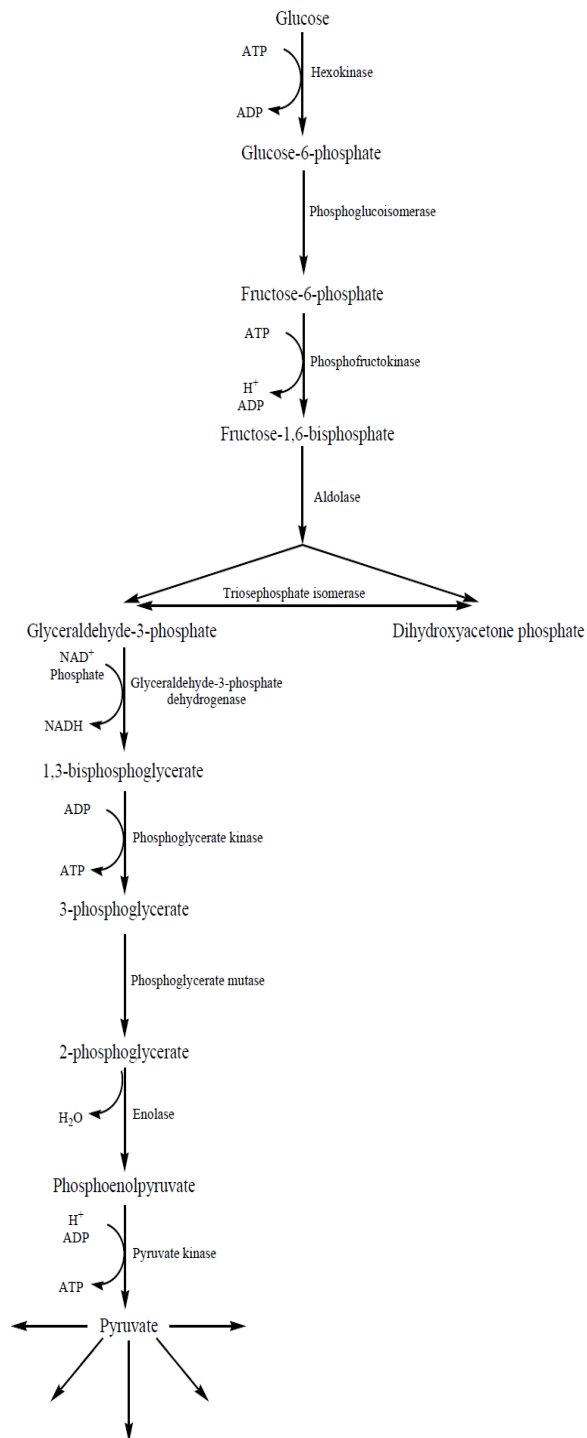 Glucose
ATP
Hexokinase
ADP
Glucose-6-phosphate
Phosphoglucoisomerase
Fructose-6-phosphate
ATP
Phosphofructokinase
H⁺
ADP
Fructose-1,6-bisphosphate
Aldolase
Triosephosphate isomerase
Glyceraldehyde-3-phosphate
Dihydroxyacetone phosphate
NAD⁺
Phosphate
Glyceraldehyde-3-phosphate
dehydrogenase
NADH
1,3-bisphosphoglycerate
ADP
Phosphoglycerate kinase
ATP
3-phosphoglycerate
Phosphoglycerate mutase
2-phosphoglycerate
H₂O
Enolase
Phosphoenolpyruvate
H⁺
ADP
Pyruvate kinase
ATP
Pyruvate